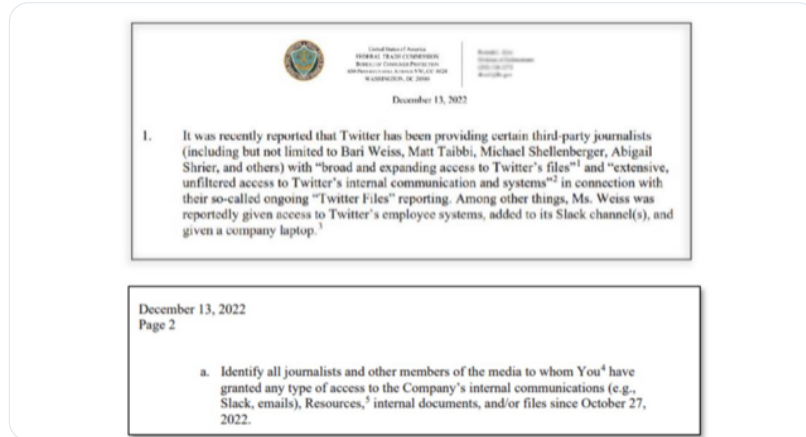 United States of America
FEDERAL TRADE COMMISSION
BUREAU OF CONSUMER PROTECTION
WASHINGTON, DC 20580
December 13, 2022
1. It was recently reported that Twitter has been providing certain third-party journalists
(including but not limited to Bari Weiss, Matt Taibbi, Michael Shellenberger, Abigail
Shrier, and others) with “broad and expanding access to Twitter’s files”1 and “extensive,
unfiltered access to Twitter’s internal communication and systems”2 in connection with
their so-called ongoing “Twitter Files” reporting. Among other things, Ms. Weiss was
reportedly given access to Twitter’s employee systems, added to its Slack channel(s), and
given a company laptop.3
December 13, 2022
Page 2
a. Identify all journalists and other members of the media to whom You4 have
granted any type of access to the Company’s internal communications (e.g.,
Slack, emails), Resources,5 internal documents, and/or files since October 27,
2022.